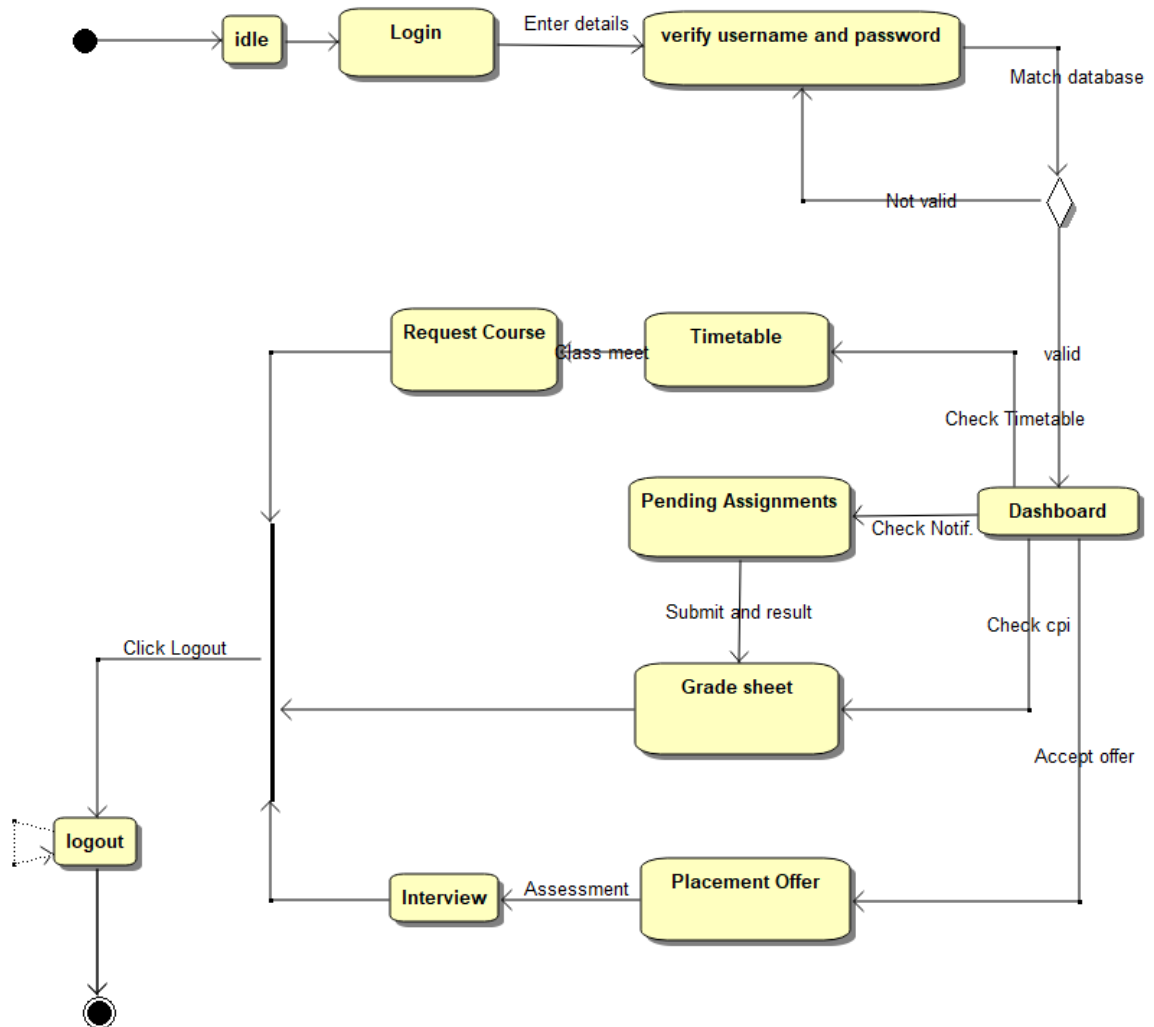 idle
Login
Enter details
verify username and password
Match database
Not valid
Request Course
Class meet
Timetable
valid
Check Timetable
Pending Assignments
Check Notif.
Dashboard
Submit and result
Check cpi
Click Logout
Grade sheet
Accept offer
logout
Interview
Assessment
Placement Offer